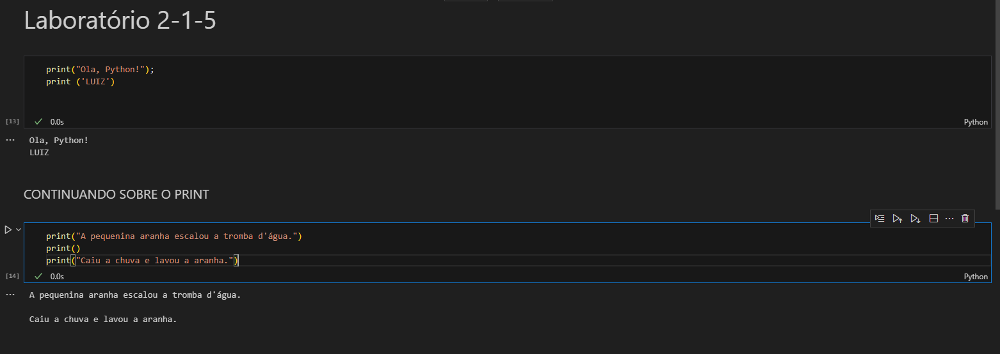 Laboratório 2-1-5
print("Ola, Python!");
print ('LUIZ')
[13]
0.0s
Python
Ola, Python!
LUIZ
CONTINUANDO SOBRE O PRINT
print("A pequenina aranha escalou a tromba d'água.")
print()
print("Caiu a chuva e lavou a aranha.")
[14]
0.0s
Python
A pequenina aranha escalou a tromba d'água.
Caiu a chuva e lavou a aranha.